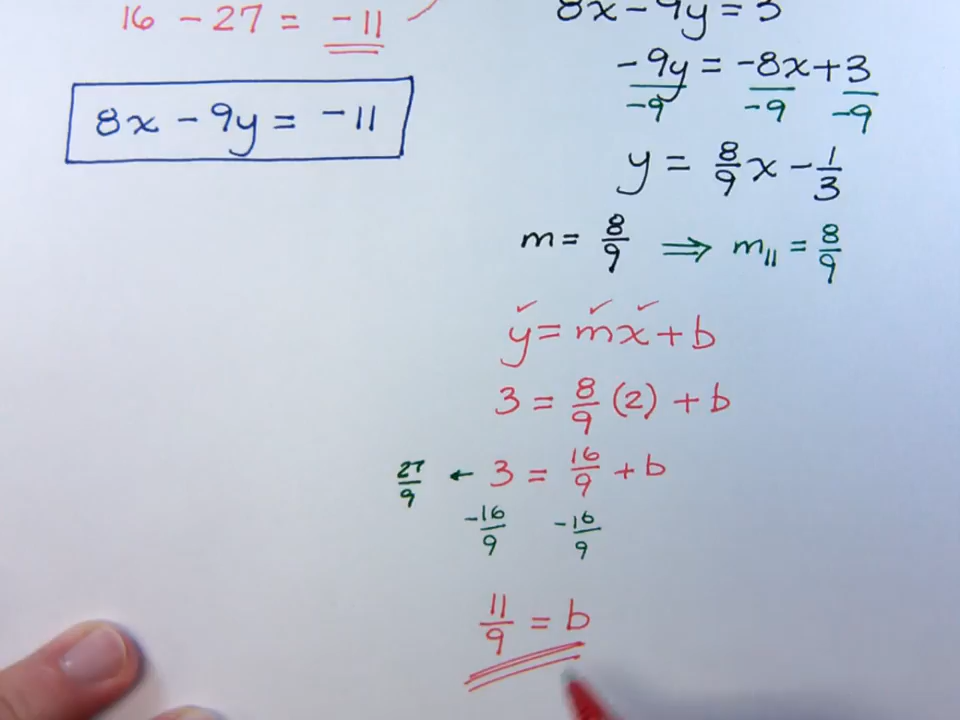 16 - 27 = -11 ✓
8x - 9y = -11
8x - 9y = 3
-9y = -8x + 3
-9 -9 -9
y = 8/9 x - 1/3
m = 8/9 ⇒ m|| = 8/9
✓ ✓ ✓
y = mx + b
3 = 8/9 (2) + b
27/9 ← 3 = 16/9 + b
-16/9 -16/9
11/9 = b